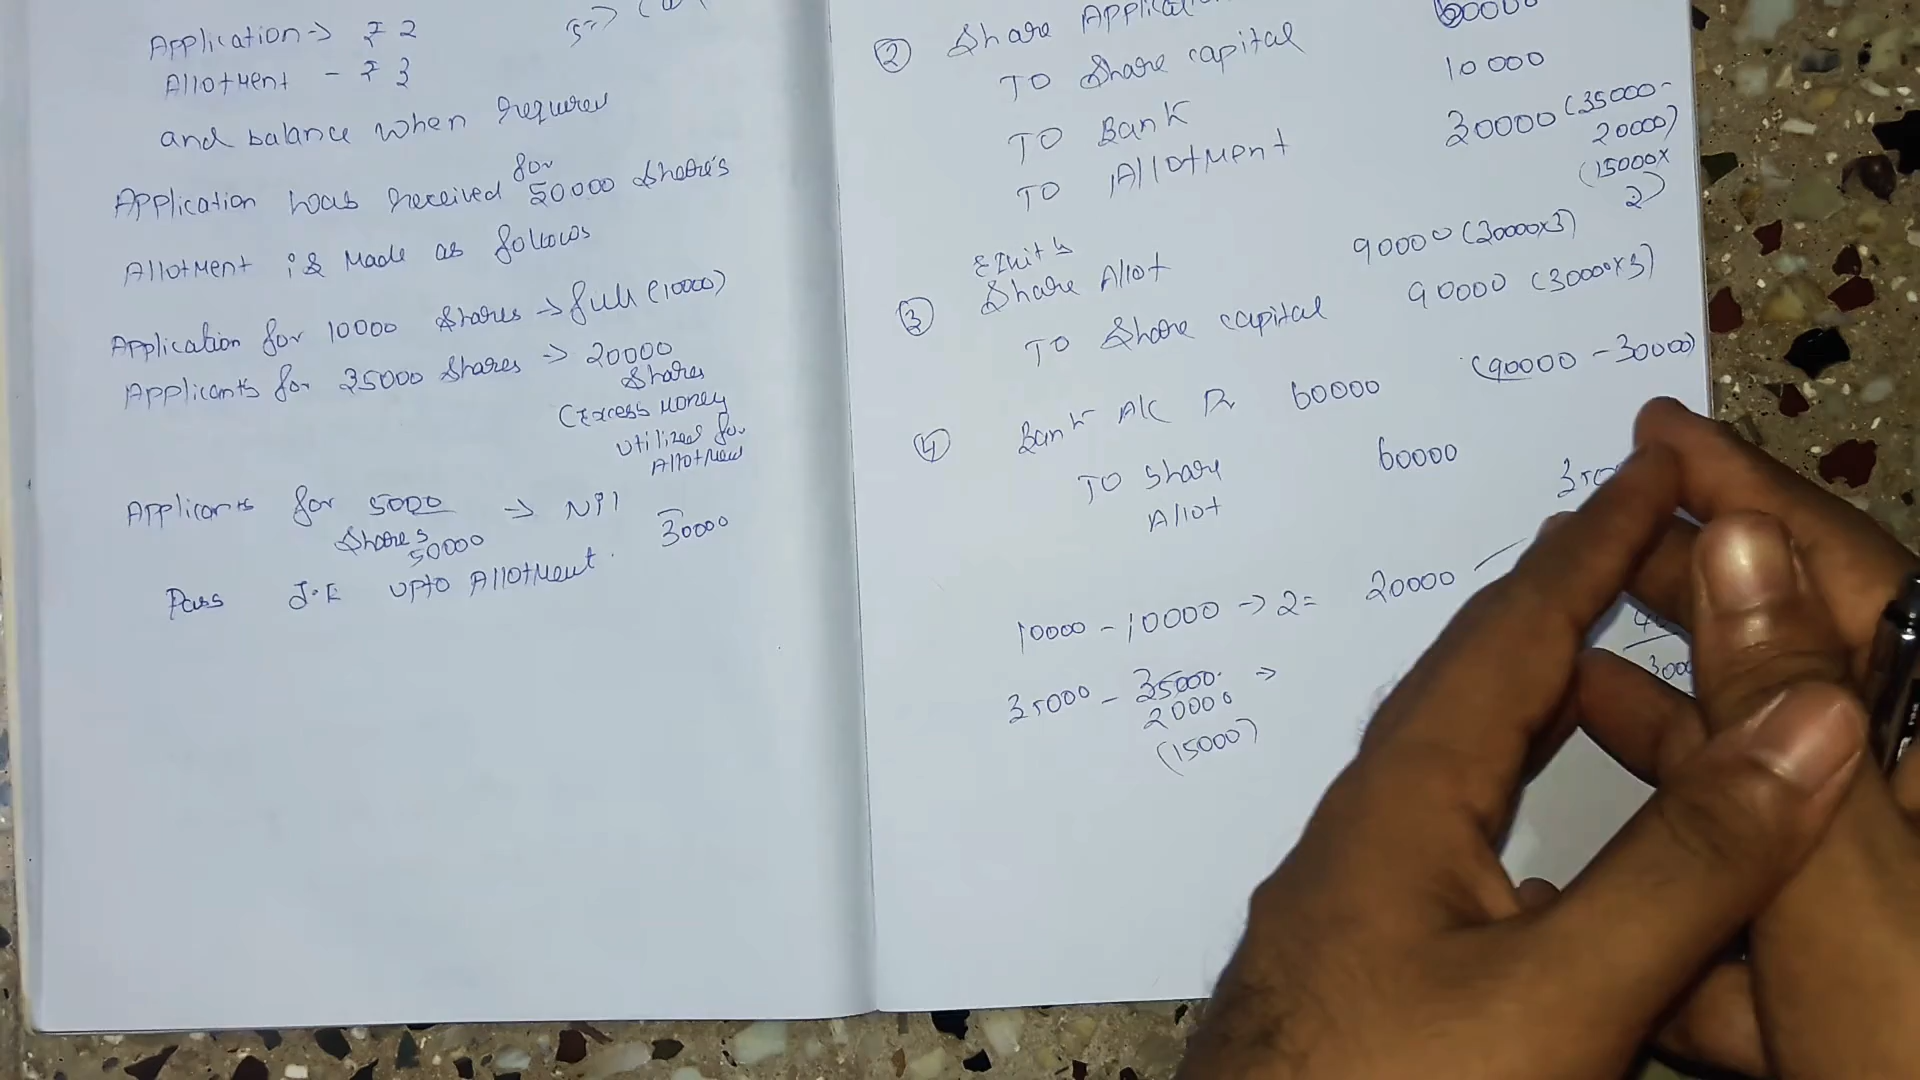 Application -> ₹ 2
Allotment - ₹ 3
and balance when requires
Application was received for 50000 shares
Allotment is Made as follows
Application for 10000 shares -> full (10000)
Applicants for 35000 shares -> 20000
shares
(Excess Money
utilized for
Allotment
Applicants for 5000 -> Nil
Shares
50000
30000
Pass J.E upto Allotment.
② Share Application
To Share capital 60000
To Bank 10000
To Allotment 30000 (35000-
20000)
(15000x
2)
③ Share Allot 90000 (30000x3)
To Share capital 90000 (30000x3)
④ Bank A/C Dr 60000 (90000 - 30000)
To Share 60000
Allot
10000 - 10000 -> 2= 20000
35000 - 35000 ->
20000
(15000)